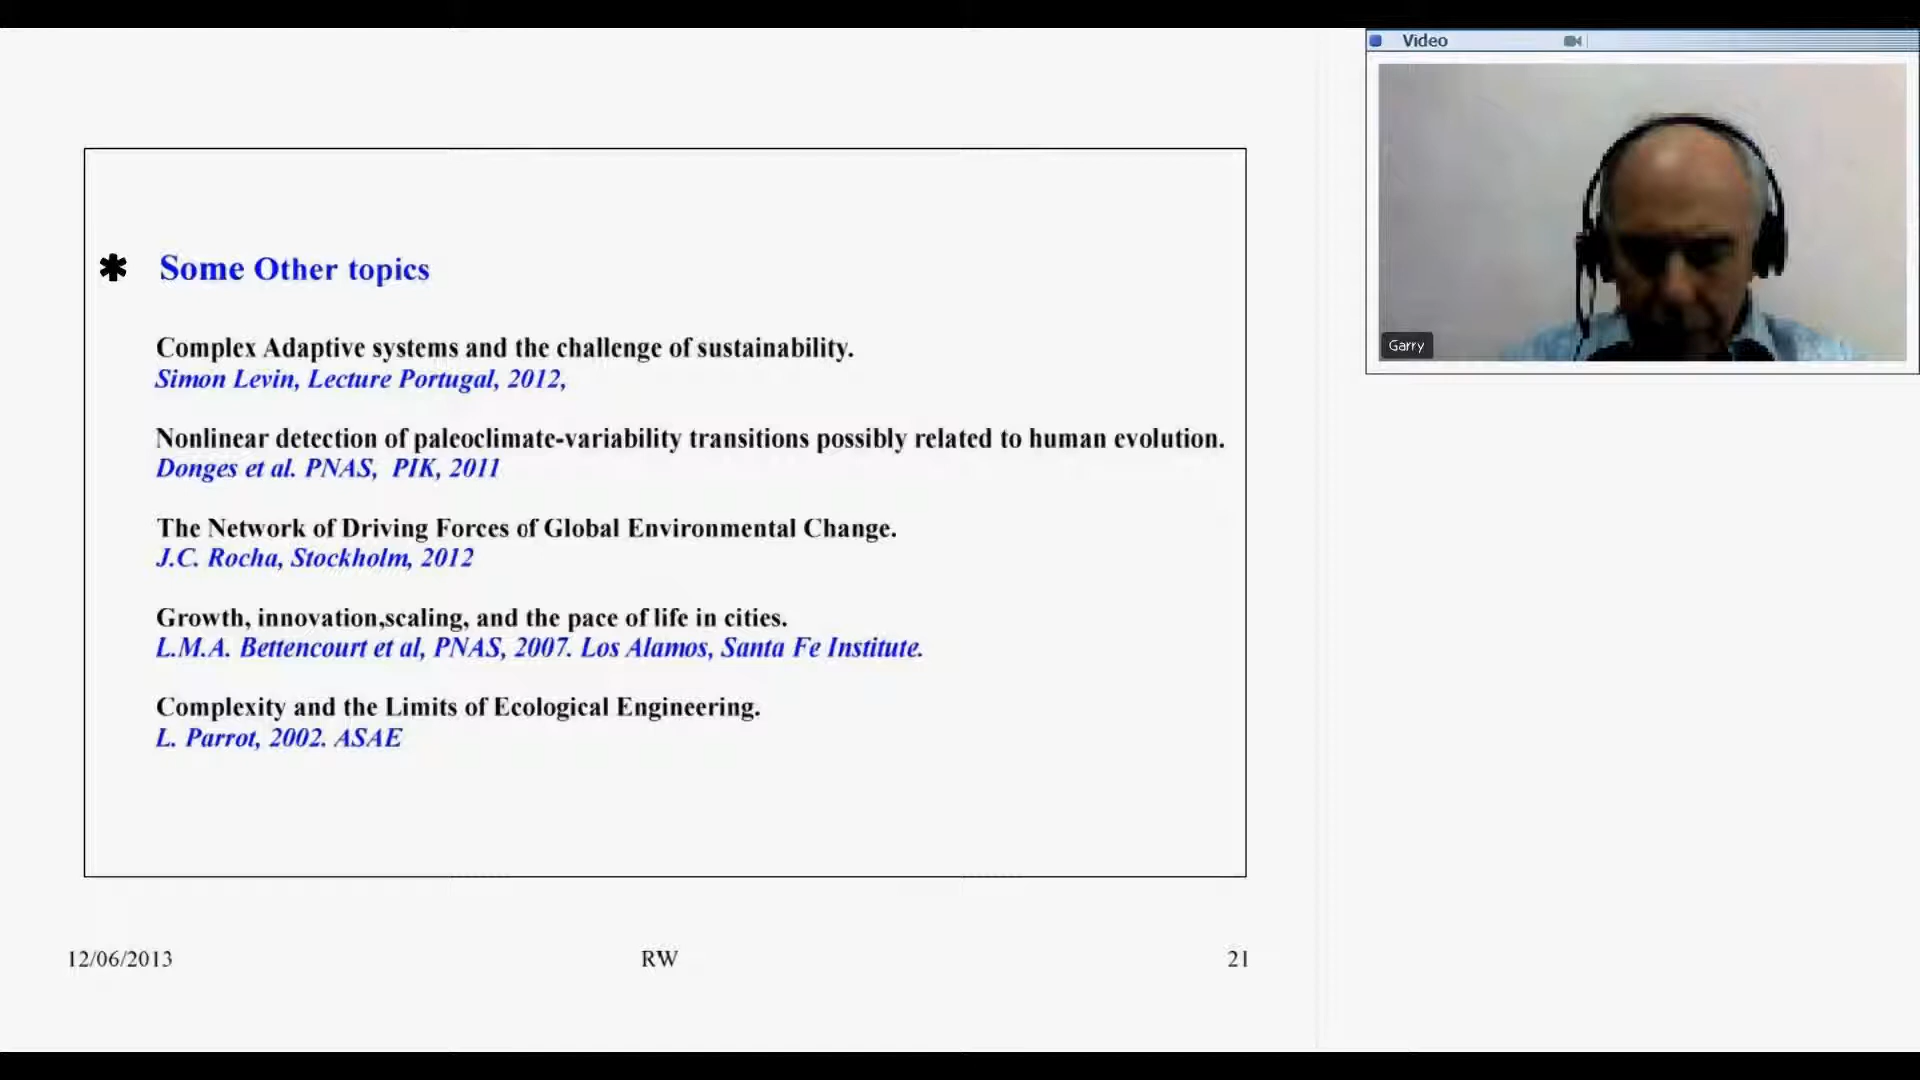 Video
Garry
✱ Some Other topics
Complex Adaptive systems and the challenge of sustainability.
Simon Levin, Lecture Portugal, 2012,
Nonlinear detection of paleoclimate-variability transitions possibly related to human evolution.
Donges et al. PNAS, PIK, 2011
The Network of Driving Forces of Global Environmental Change.
J.C. Rocha, Stockholm, 2012
Growth, innovation,scaling, and the pace of life in cities.
L.M.A. Bettencourt et al, PNAS, 2007. Los Alamos, Santa Fe Institute.
Complexity and the Limits of Ecological Engineering.
L. Parrot, 2002. ASAE
12/06/2013 RW 21